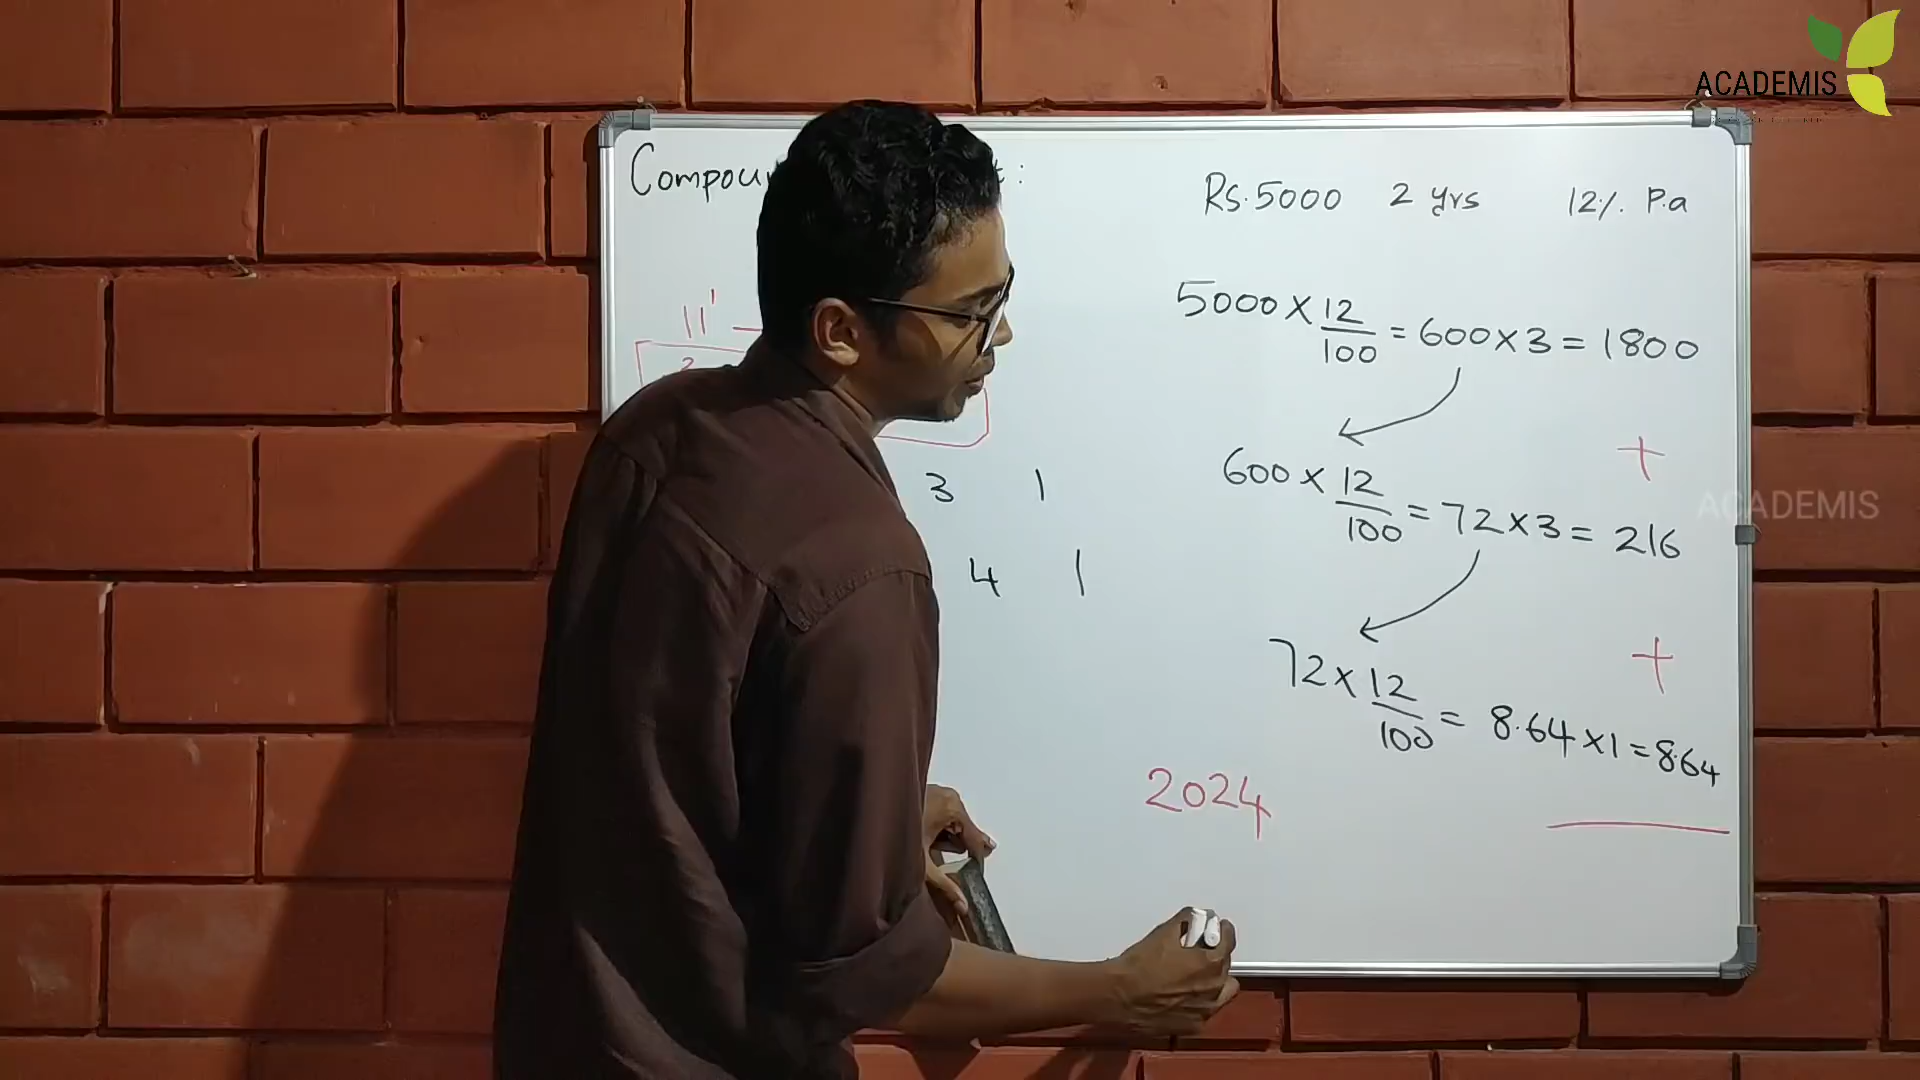 ACADEMIS
Rs.5000 2 yrs 12% P.a
11'
5000 × 12/100 = 600 × 3 = 1800
+
600 × 12/100 = 72 × 3 = 216
+
72 × 12/100 = 8.64 × 1 = 8.64
3 1
4 1
2024
ACADEMIS